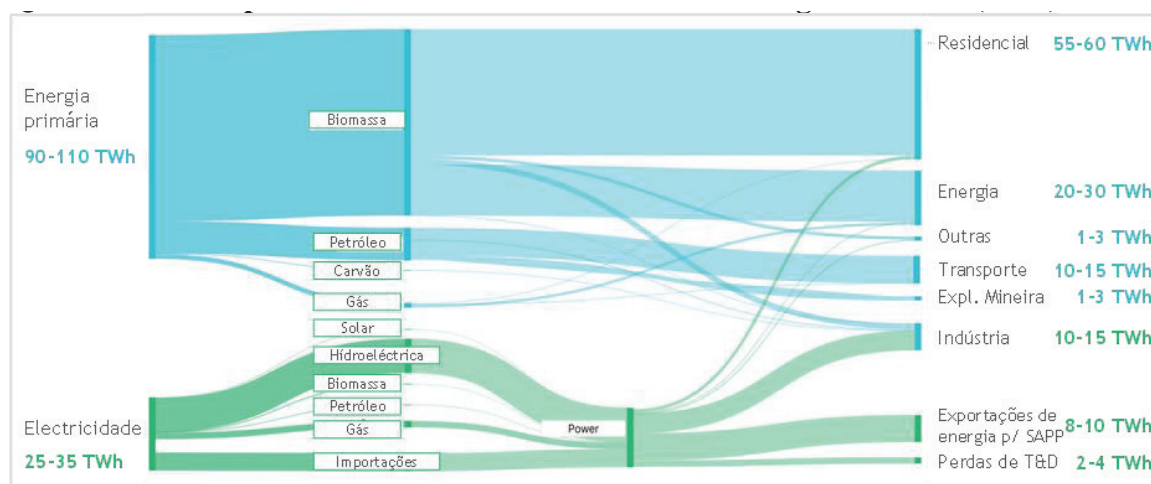 Energia
primária
90-110 TWh
Biomassa
Petróleo
Carvão
Gás
Solar
Hidroeléctrica
Biomassa
Petróleo
Gás
Importações
Electricidade
25-35 TWh
Power
Residencial 55-60 TWh
Energia 20-30 TWh
Outras 1-3 TWh
Transporte 10-15 TWh
Expl. Mineira 1-3 TWh
Indústria 10-15 TWh
Exportações de
energia p/ SAPP 8-10 TWh
Perdas de T&D 2-4 TWh